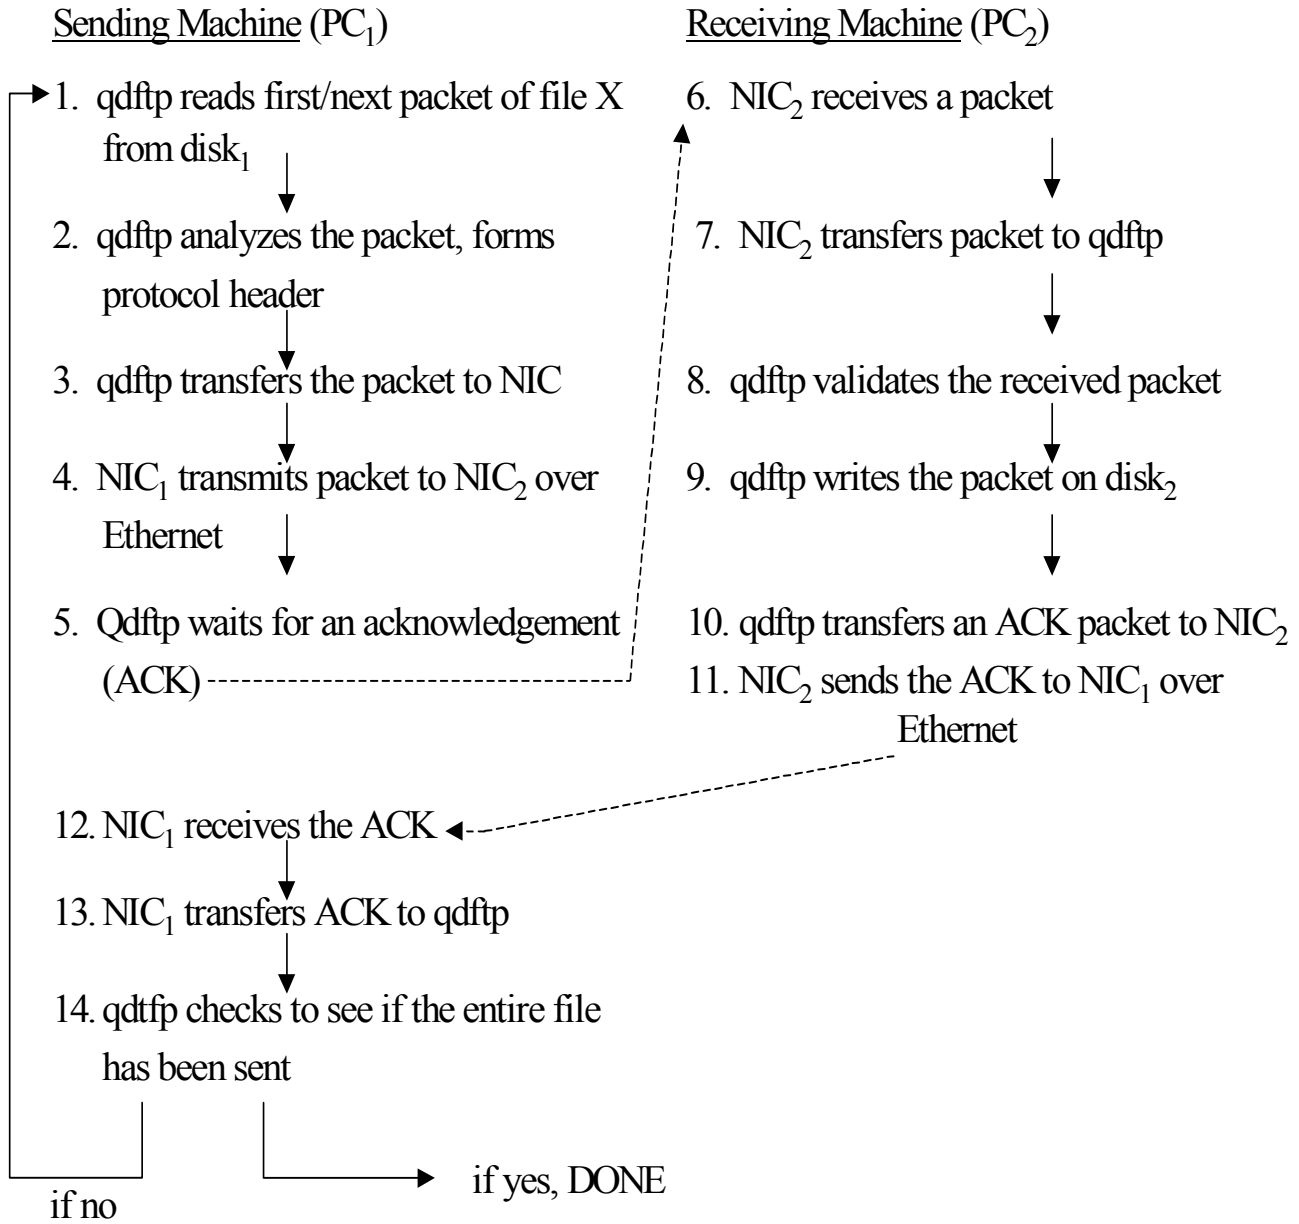 Sending Machine (PC₁)
1. qdftp reads first/next packet of file X
from disk₁
2. qdftp analyzes the packet, forms
protocol header
3. qdftp transfers the packet to NIC
4. NIC₁ transmits packet to NIC₂ over
Ethernet
5. Qdftp waits for an acknowledgement
(ACK)
Receiving Machine (PC₂)
6. NIC₂ receives a packet
7. NIC₂ transfers packet to qdftp
8. qdftp validates the received packet
9. qdftp writes the packet on disk₂
10. qdftp transfers an ACK packet to NIC₂
11. NIC₂ sends the ACK to NIC₁ over
Ethernet
12. NIC₁ receives the ACK
13. NIC₁ transfers ACK to qdftp
14. qdtfp checks to see if the entire file
has been sent
if no
if yes, DONE